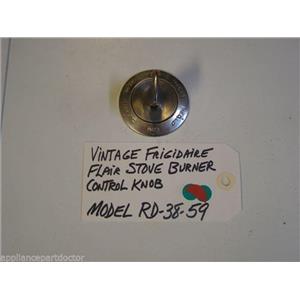 VINTAGE FRIGIDAIRE
FLAIR STOVE BURNER
CONTROL KNOB
MODEL RD-38-59
appliancepartdoctor